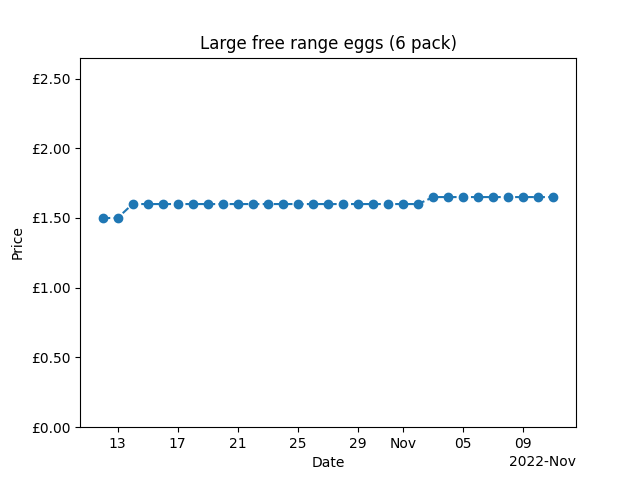 Large free range eggs (6 pack)
£2.50
£2.00
£1.50
£1.00
£0.50
£0.00
Price
13 17 21 25 29 Nov 05 09
Date
2022-Nov